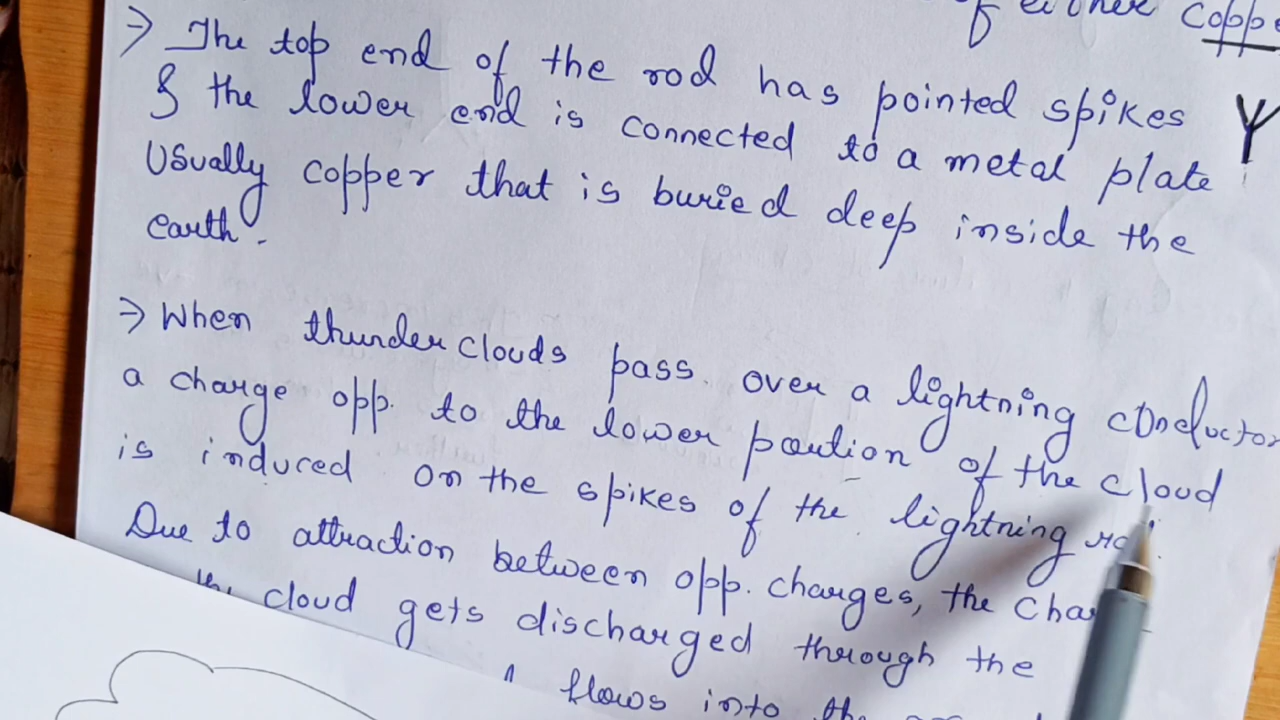 of either Coppe
→ The top end of the rod has pointed spikes
& the lower end is connected to a metal plate
Usually copper that is buried deep inside the
earth.
→ When thunder clouds pass over a lightning conductor
a charge opp. to the lower portion of the cloud
is induced on the spikes of the lightning
Due to attraction between opp. charges, the
cloud gets discharged through the
flows into the